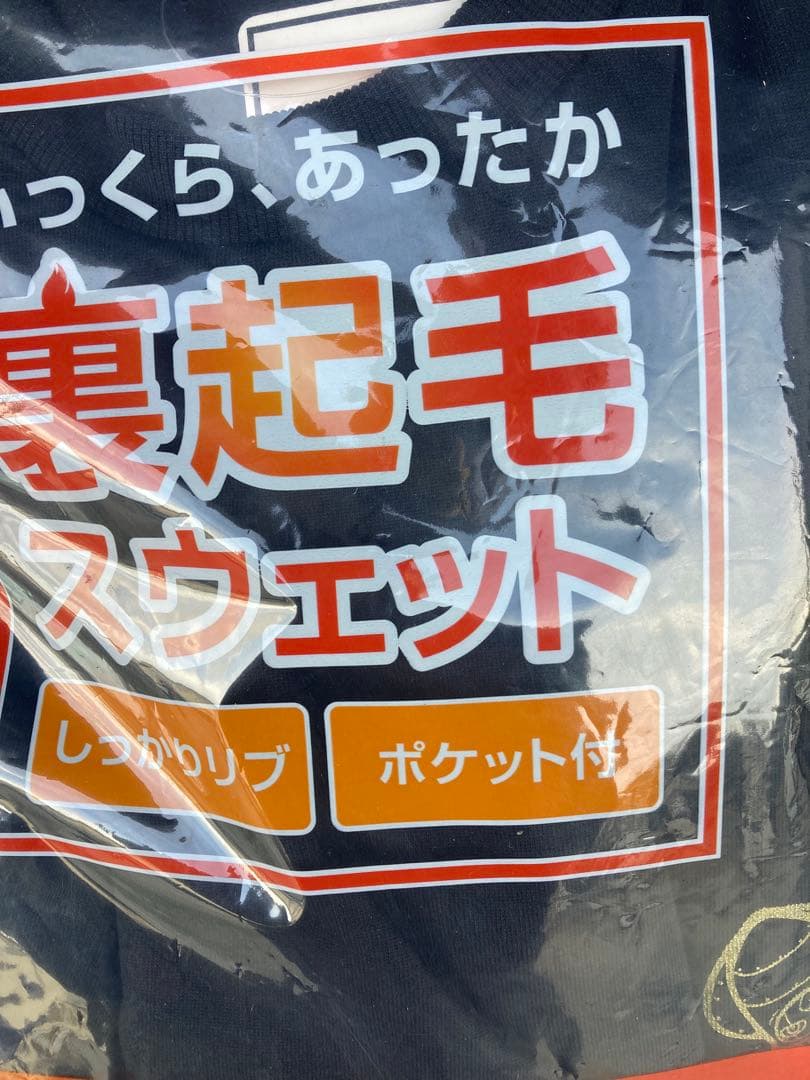 っくら、あったか
裏起毛
スウェット
しっかりリブ
ポケット付